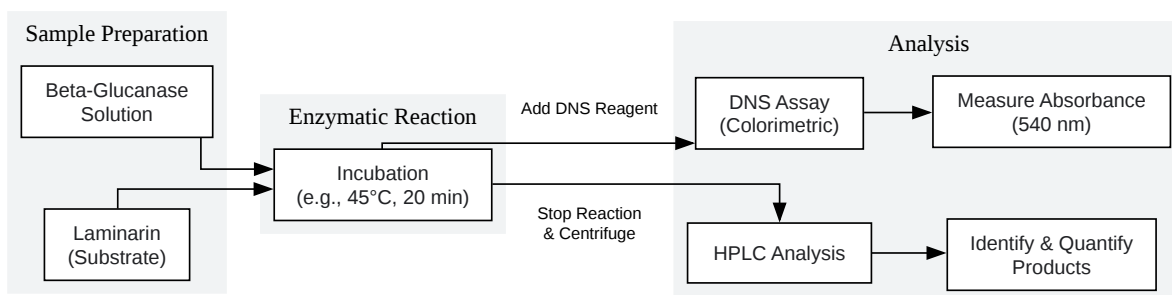 Sample Preparation
Beta-Glucanase
Solution
Laminarin
(Substrate)
Enzymatic Reaction
Incubation
(e.g., 45°C, 20 min)
Add DNS Reagent
Stop Reaction
& Centrifuge
Analysis
DNS Assay
(Colorimetric)
Measure Absorbance
(540 nm)
HPLC Analysis
Identify & Quantify
Products